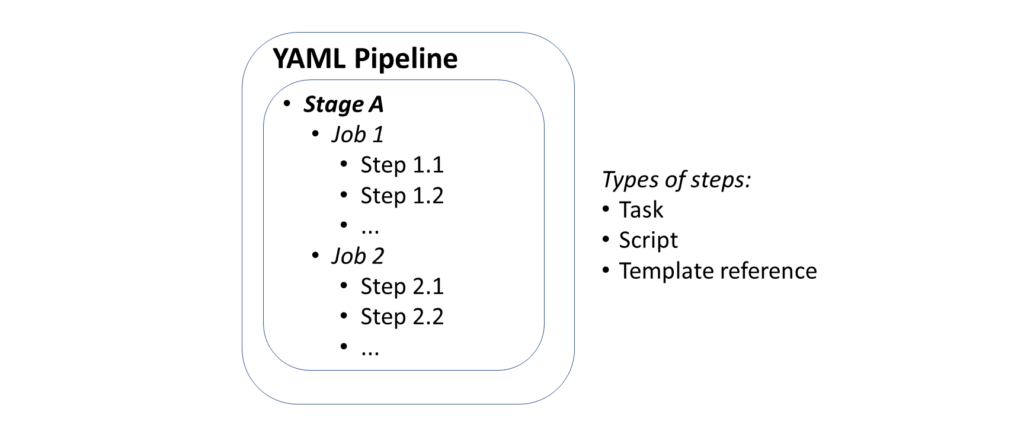 YAML Pipeline
• Stage A
• Job 1
• Step 1.1
• Step 1.2
• ...
• Job 2
• Step 2.1
• Step 2.2
• ...
Types of steps:
• Task
• Script
• Template reference